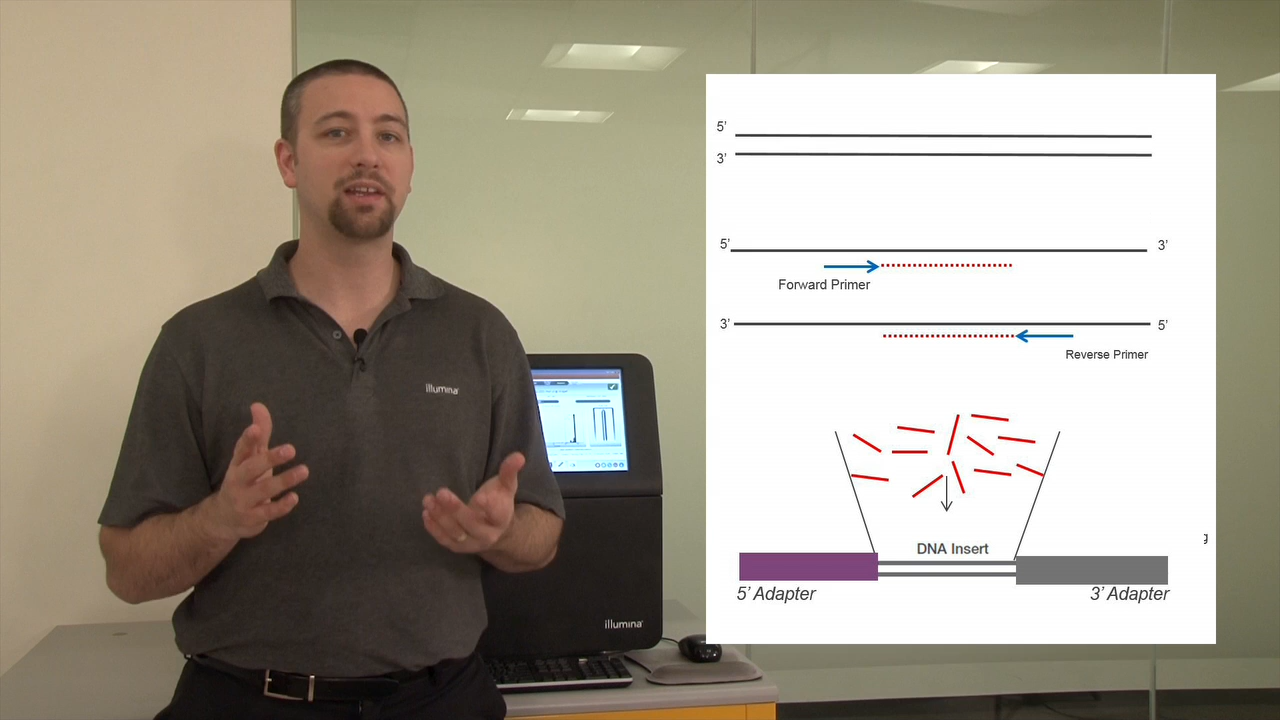 5’
3’
5’
3’
Forward Primer
3’
5’
Reverse Primer
DNA Insert
g
5’ Adapter
3’ Adapter
illumina
illumina